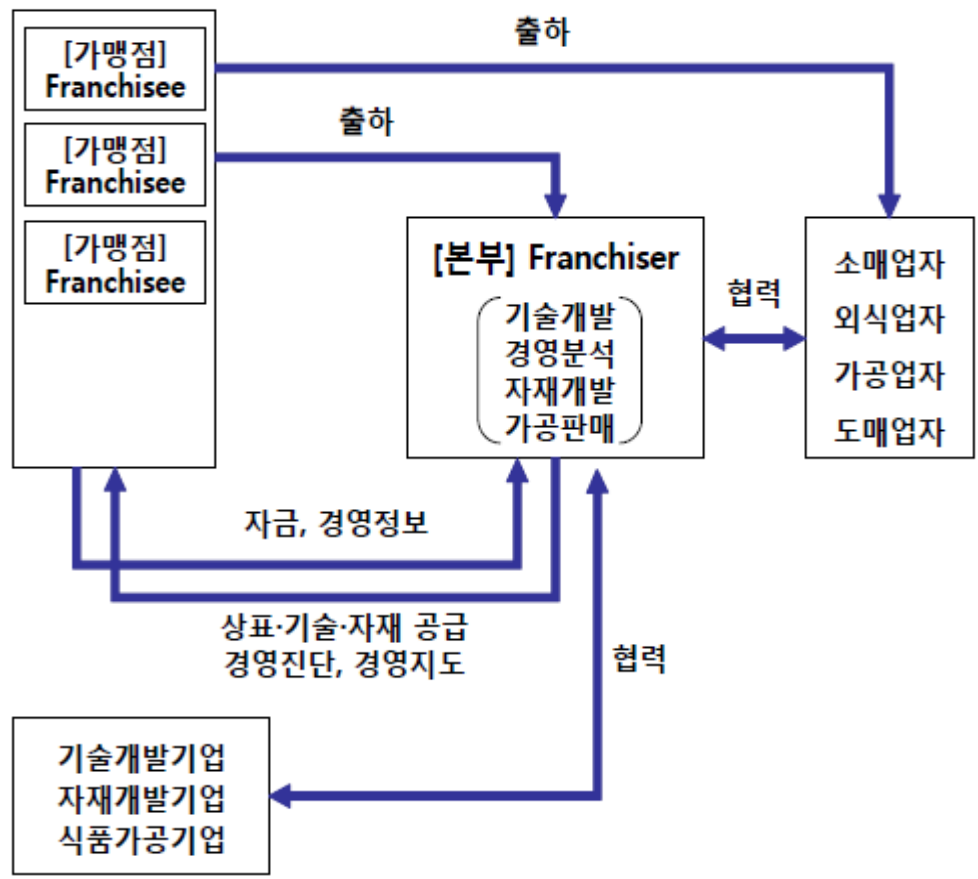 [가맹점]
Franchisee
[가맹점]
Franchisee
[가맹점]
Franchisee
출하
출하
[본부] Franchiser
기술개발
경영분석
자재개발
가공판매
협력
소매업자
외식업자
가공업자
도매업자
자금, 경영정보
상표·기술·자재 공급
경영진단, 경영지도
협력
기술개발기업
자재개발기업
식품가공기업